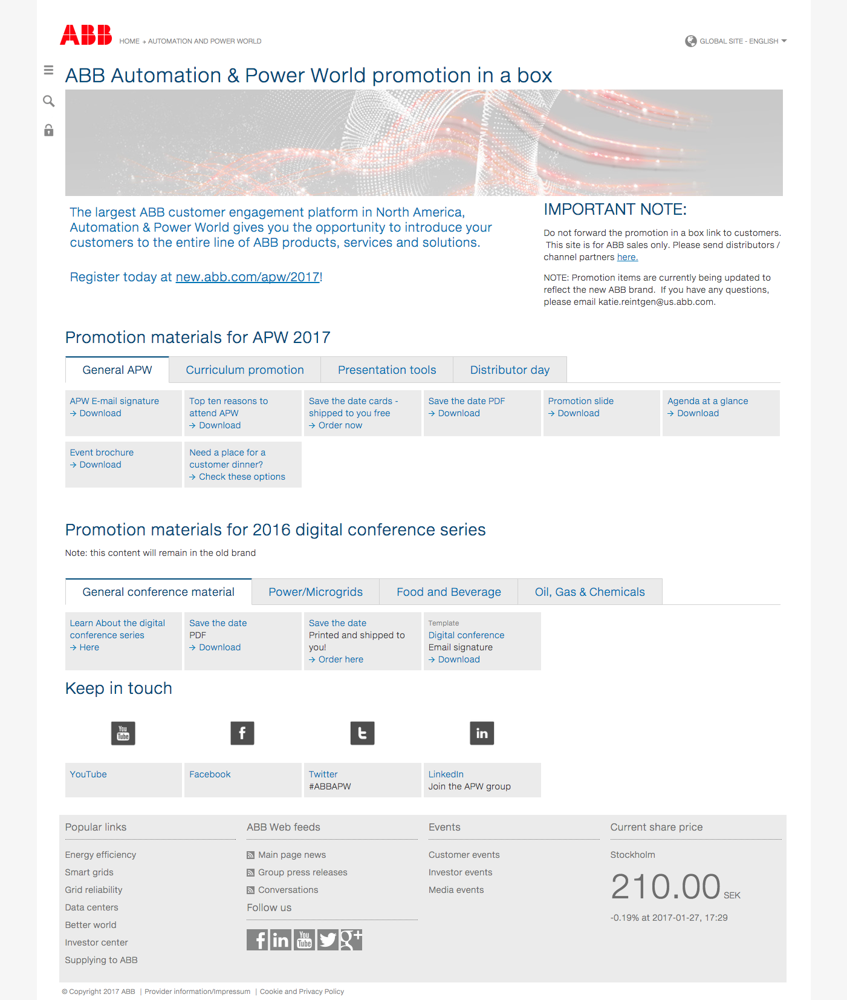 ABB
HOME → AUTOMATION AND POWER WORLD
GLOBAL SITE - ENGLISH
ABB Automation & Power World promotion in a box
The largest ABB customer engagement platform in North America,
Automation & Power World gives you the opportunity to introduce your
customers to the entire line of ABB products, services and solutions.
Register today at new.abb.com/apw/2017!
IMPORTANT NOTE:
Do not forward the promotion in a box link to customers.
This site is for ABB sales only. Please send distributors /
channel partners here.
NOTE: Promotion items are currently being updated to
reflect the new ABB brand.  If you have any questions,
please email katie.reintgen@us.abb.com.
Promotion materials for APW 2017
General APW
Curriculum promotion
Presentation tools
Distributor day
APW E-mail signature
→ Download
Top ten reasons to
attend APW
→ Download
Save the date cards -
shipped to you free
→ Order now
Save the date PDF
→ Download
Promotion slide
→ Download
Agenda at a glance
→ Download
Event brochure
→ Download
Need a place for a
customer dinner?
→ Check these options
Promotion materials for 2016 digital conference series
Note: this content will remain in the old brand
General conference material
Power/Microgrids
Food and Beverage
Oil, Gas & Chemicals
Learn About the digital
conference series
→ Here
Save the date
PDF
→ Download
Save the date
Printed and shipped to
you!
→ Order here
Template
Digital conference
Email signature
→ Download
Keep in touch
You
Tube
f
t
in
YouTube
Facebook
Twitter
#ABBAPW
LinkedIn
Join the APW group
Popular links
Energy efficiency
Smart grids
Grid reliability
Data centers
Better world
Investor center
Supplying to ABB
ABB Web feeds
Main page news
Group press releases
Conversations
Follow us
f
in
You
Tube
g+
Events
Customer events
Investor events
Media events
Current share price
Stockholm
210.00 SEK
-0.19% at 2017-01-27, 17:29
© Copyright 2017 ABB | Provider information/Impressum | Cookie and Privacy Policy